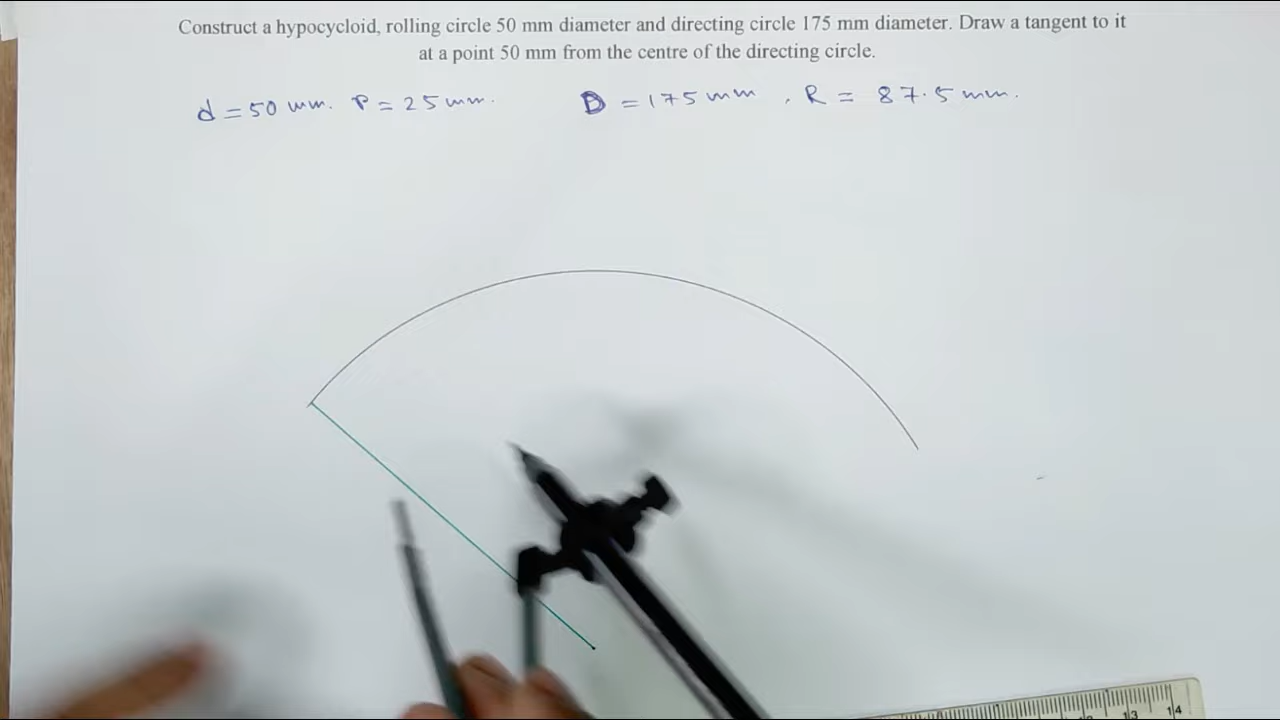 Construct a hypocycloid, rolling circle 50 mm diameter and directing circle 175 mm diameter. Draw a tangent to it
at a point 50 mm from the centre of the directing circle.
d = 50 mm. r = 25 mm. D = 175 mm , R = 87.5 mm.
13 14